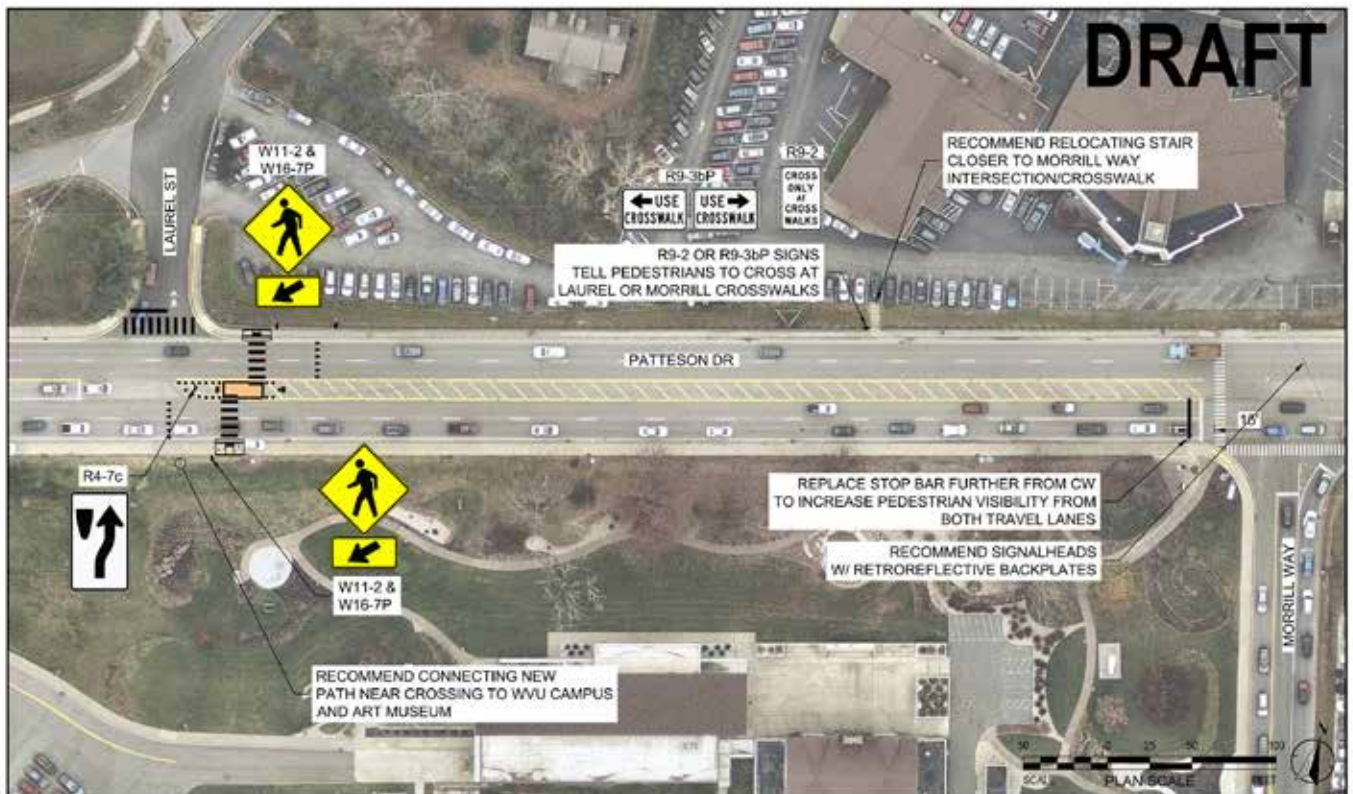 DRAFT
LAUREL ST
W11-2 &
W16-7P
R9-3bP
← USE
CROSSWALK
USE →
CROSSWALK
R9-2
CROSS
ONLY
AT
CROSS
WALKS
RECOMMEND RELOCATING STAIR
CLOSER TO MORRILL WAY
INTERSECTION/CROSSWALK
R9-2 OR R9-3bP SIGNS
TELL PEDESTRIANS TO CROSS AT
LAUREL OR MORRILL CROSSWALKS
PATTESON DR
R4-7c
REPLACE STOP BAR FURTHER FROM CW
TO INCREASE PEDESTRIAN VISIBILITY FROM
BOTH TRAVEL LANES
RECOMMEND SIGNALHEADS
W/ RETROREFLECTIVE BACKPLATES
W11-2 &
W16-7P
RECOMMEND CONNECTING NEW
PATH NEAR CROSSING TO WVU CAMPUS
AND ART MUSEUM
MORRILL WAY
50 25 0 25 50 100
SCALE PLAN SCALE FEET